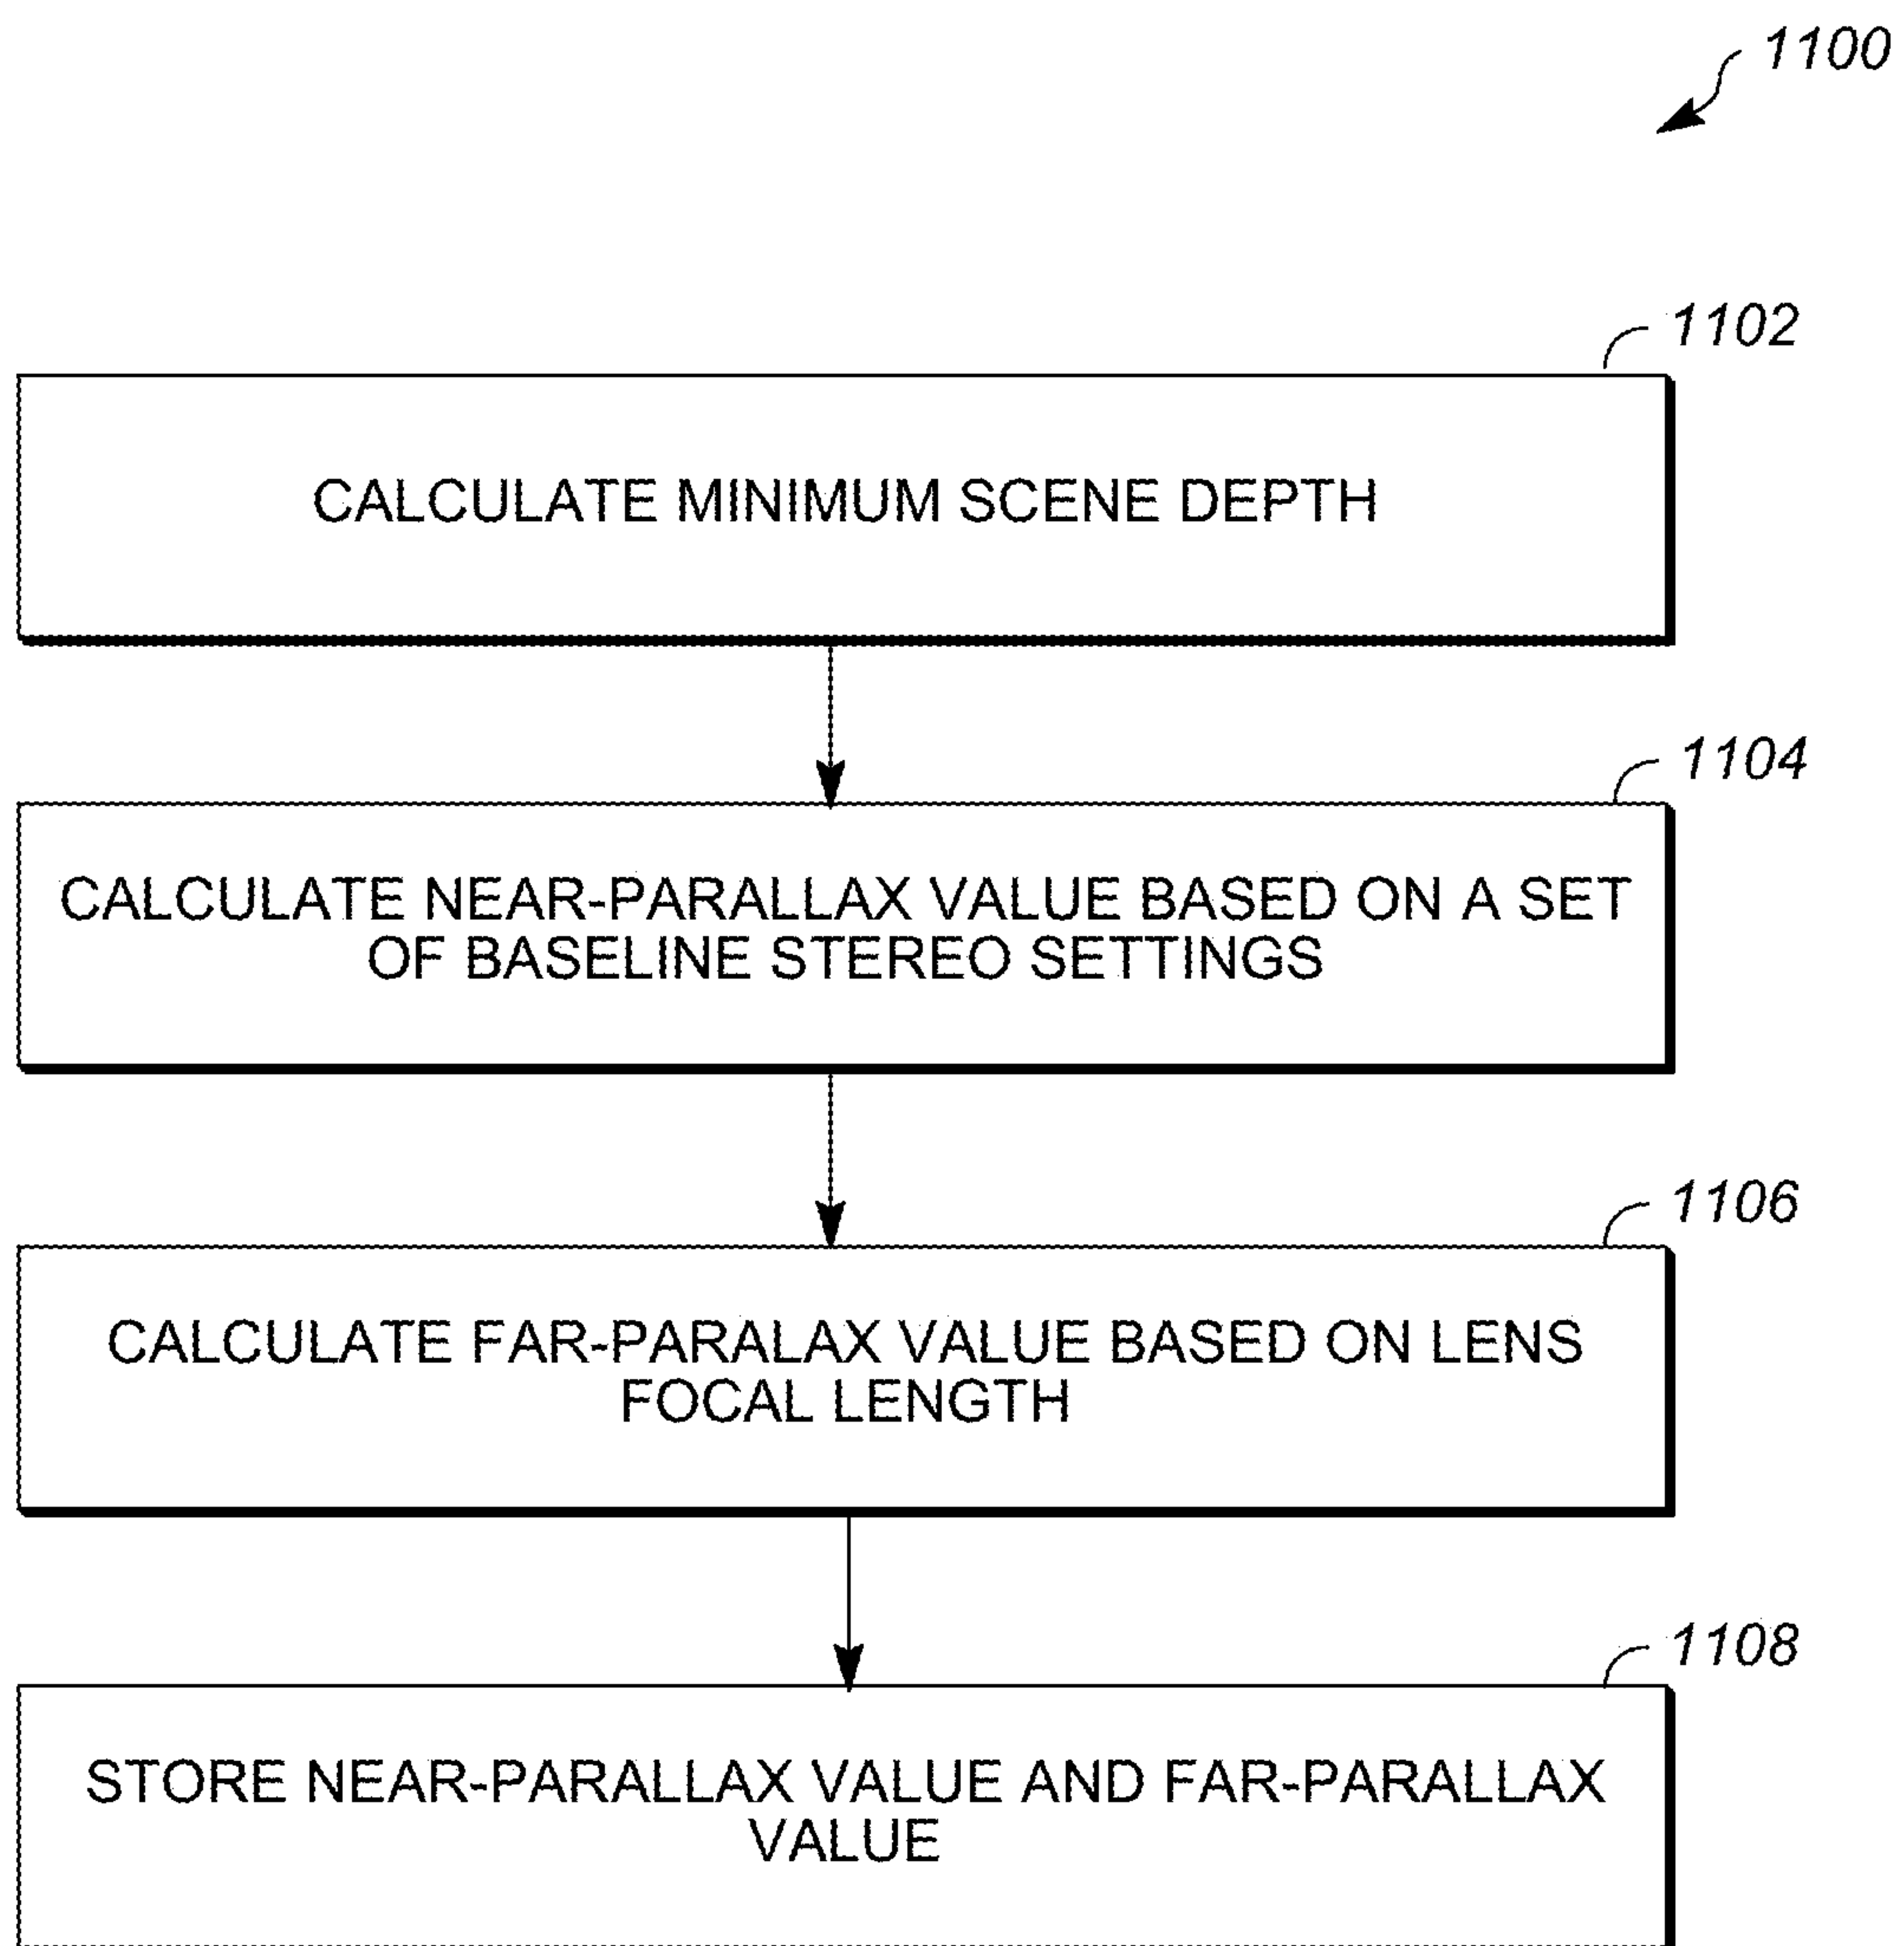 1100
1102
CALCULATE MINIMUM SCENE DEPTH
1104
CALCULATE NEAR-PARALLAX VALUE BASED ON A SET
OF BASELINE STEREO SETTINGS
1106
CALCULATE FAR-PARALAX VALUE BASED ON LENS
FOCAL LENGTH
1108
STORE NEAR-PARALLAX VALUE AND FAR-PARALLAX
VALUE